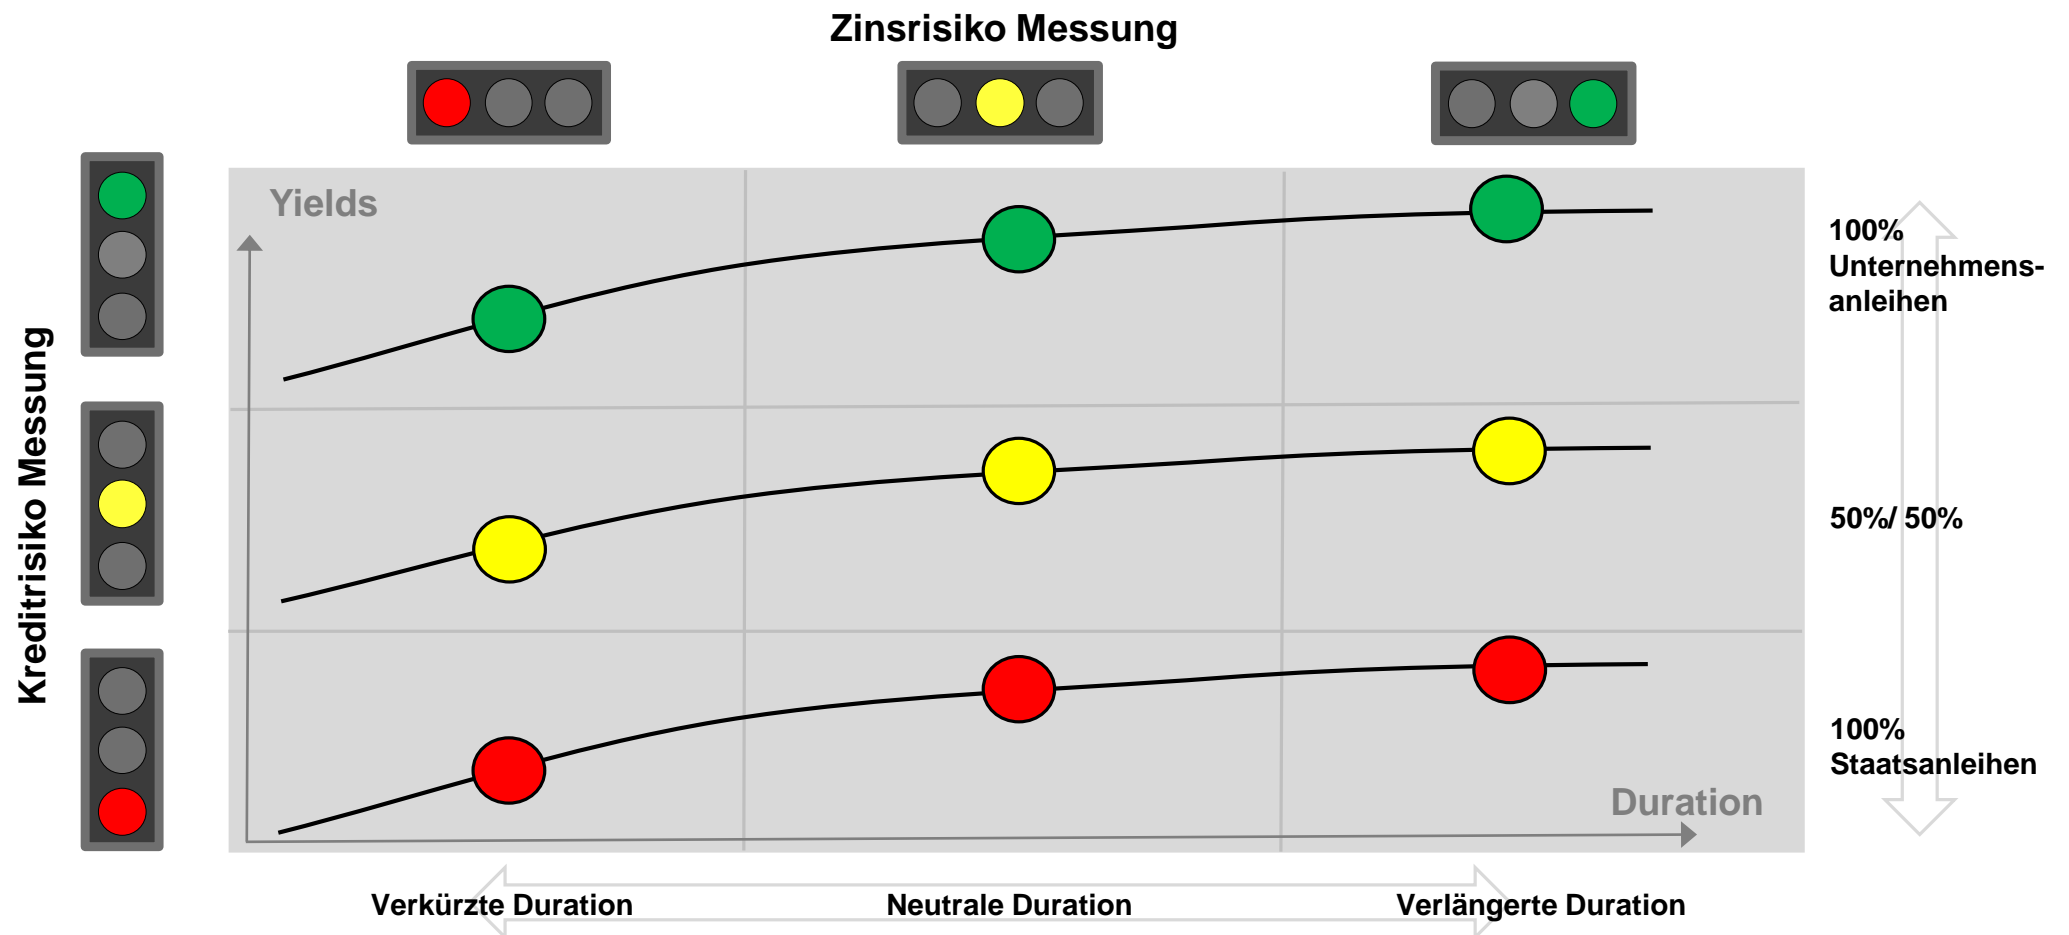 Zinsrisiko Messung
Kreditrisiko Messung
Yields
100%
Unternehmens-
anleihen
50%/ 50%
100%
Staatsanleihen
Duration
Verkürzte Duration
Neutrale Duration
Verlängerte Duration